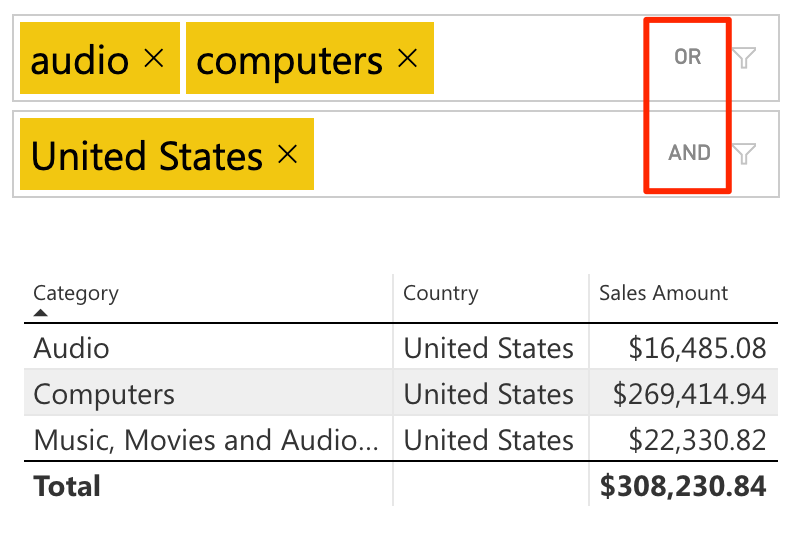 audio × computers × OR
United States × AND
Category Country Sales Amount
Audio United States $16,485.08
Computers United States $269,414.94
Music, Movies and Audio... United States $22,330.82
Total $308,230.84